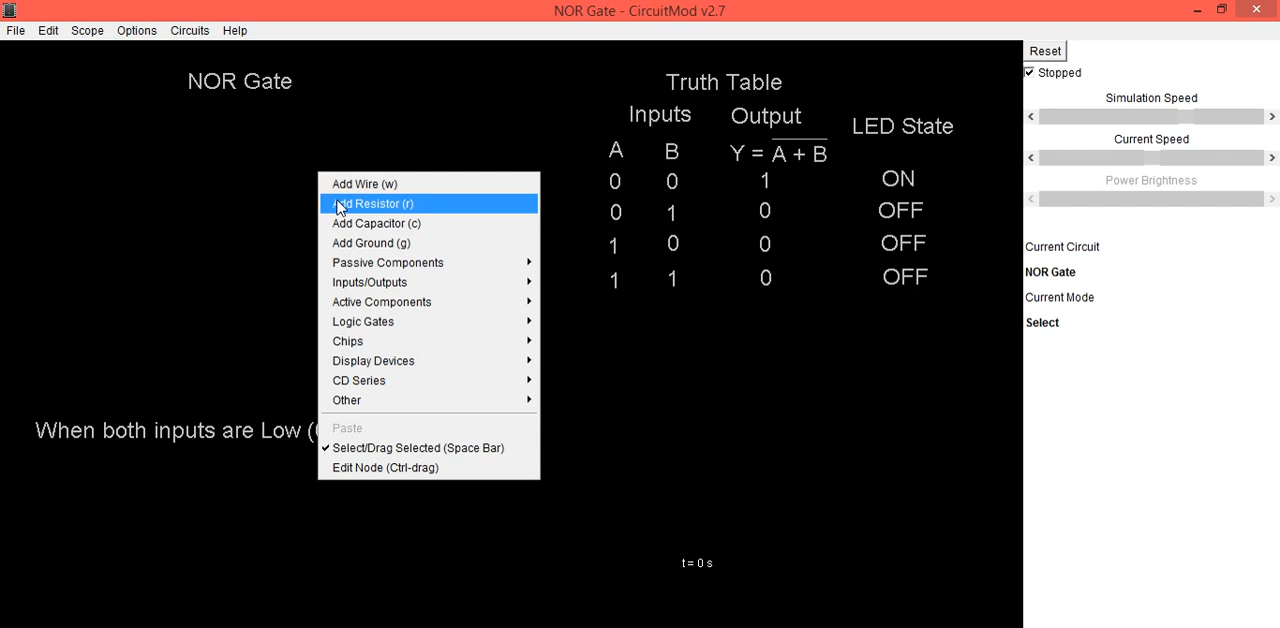 NOR Gate - CircuitMod v2.7
File Edit Scope Options Circuits Help
NOR Gate
Truth Table
Inputs Output LED State
A B Y = A + B
0 0 1 ON
0 1 0 OFF
1 0 0 OFF
1 1 0 OFF
Add Wire (w)
Add Resistor (r)
Add Capacitor (c)
Add Ground (g)
Passive Components
Inputs/Outputs
Active Components
Logic Gates
Chips
Display Devices
CD Series
Other
Paste
Select/Drag Selected (Space Bar)
Edit Node (Ctrl-drag)
When both inputs are Low (
t = 0 s
Reset
Stopped
Simulation Speed
Current Speed
Power Brightness
Current Circuit
NOR Gate
Current Mode
Select